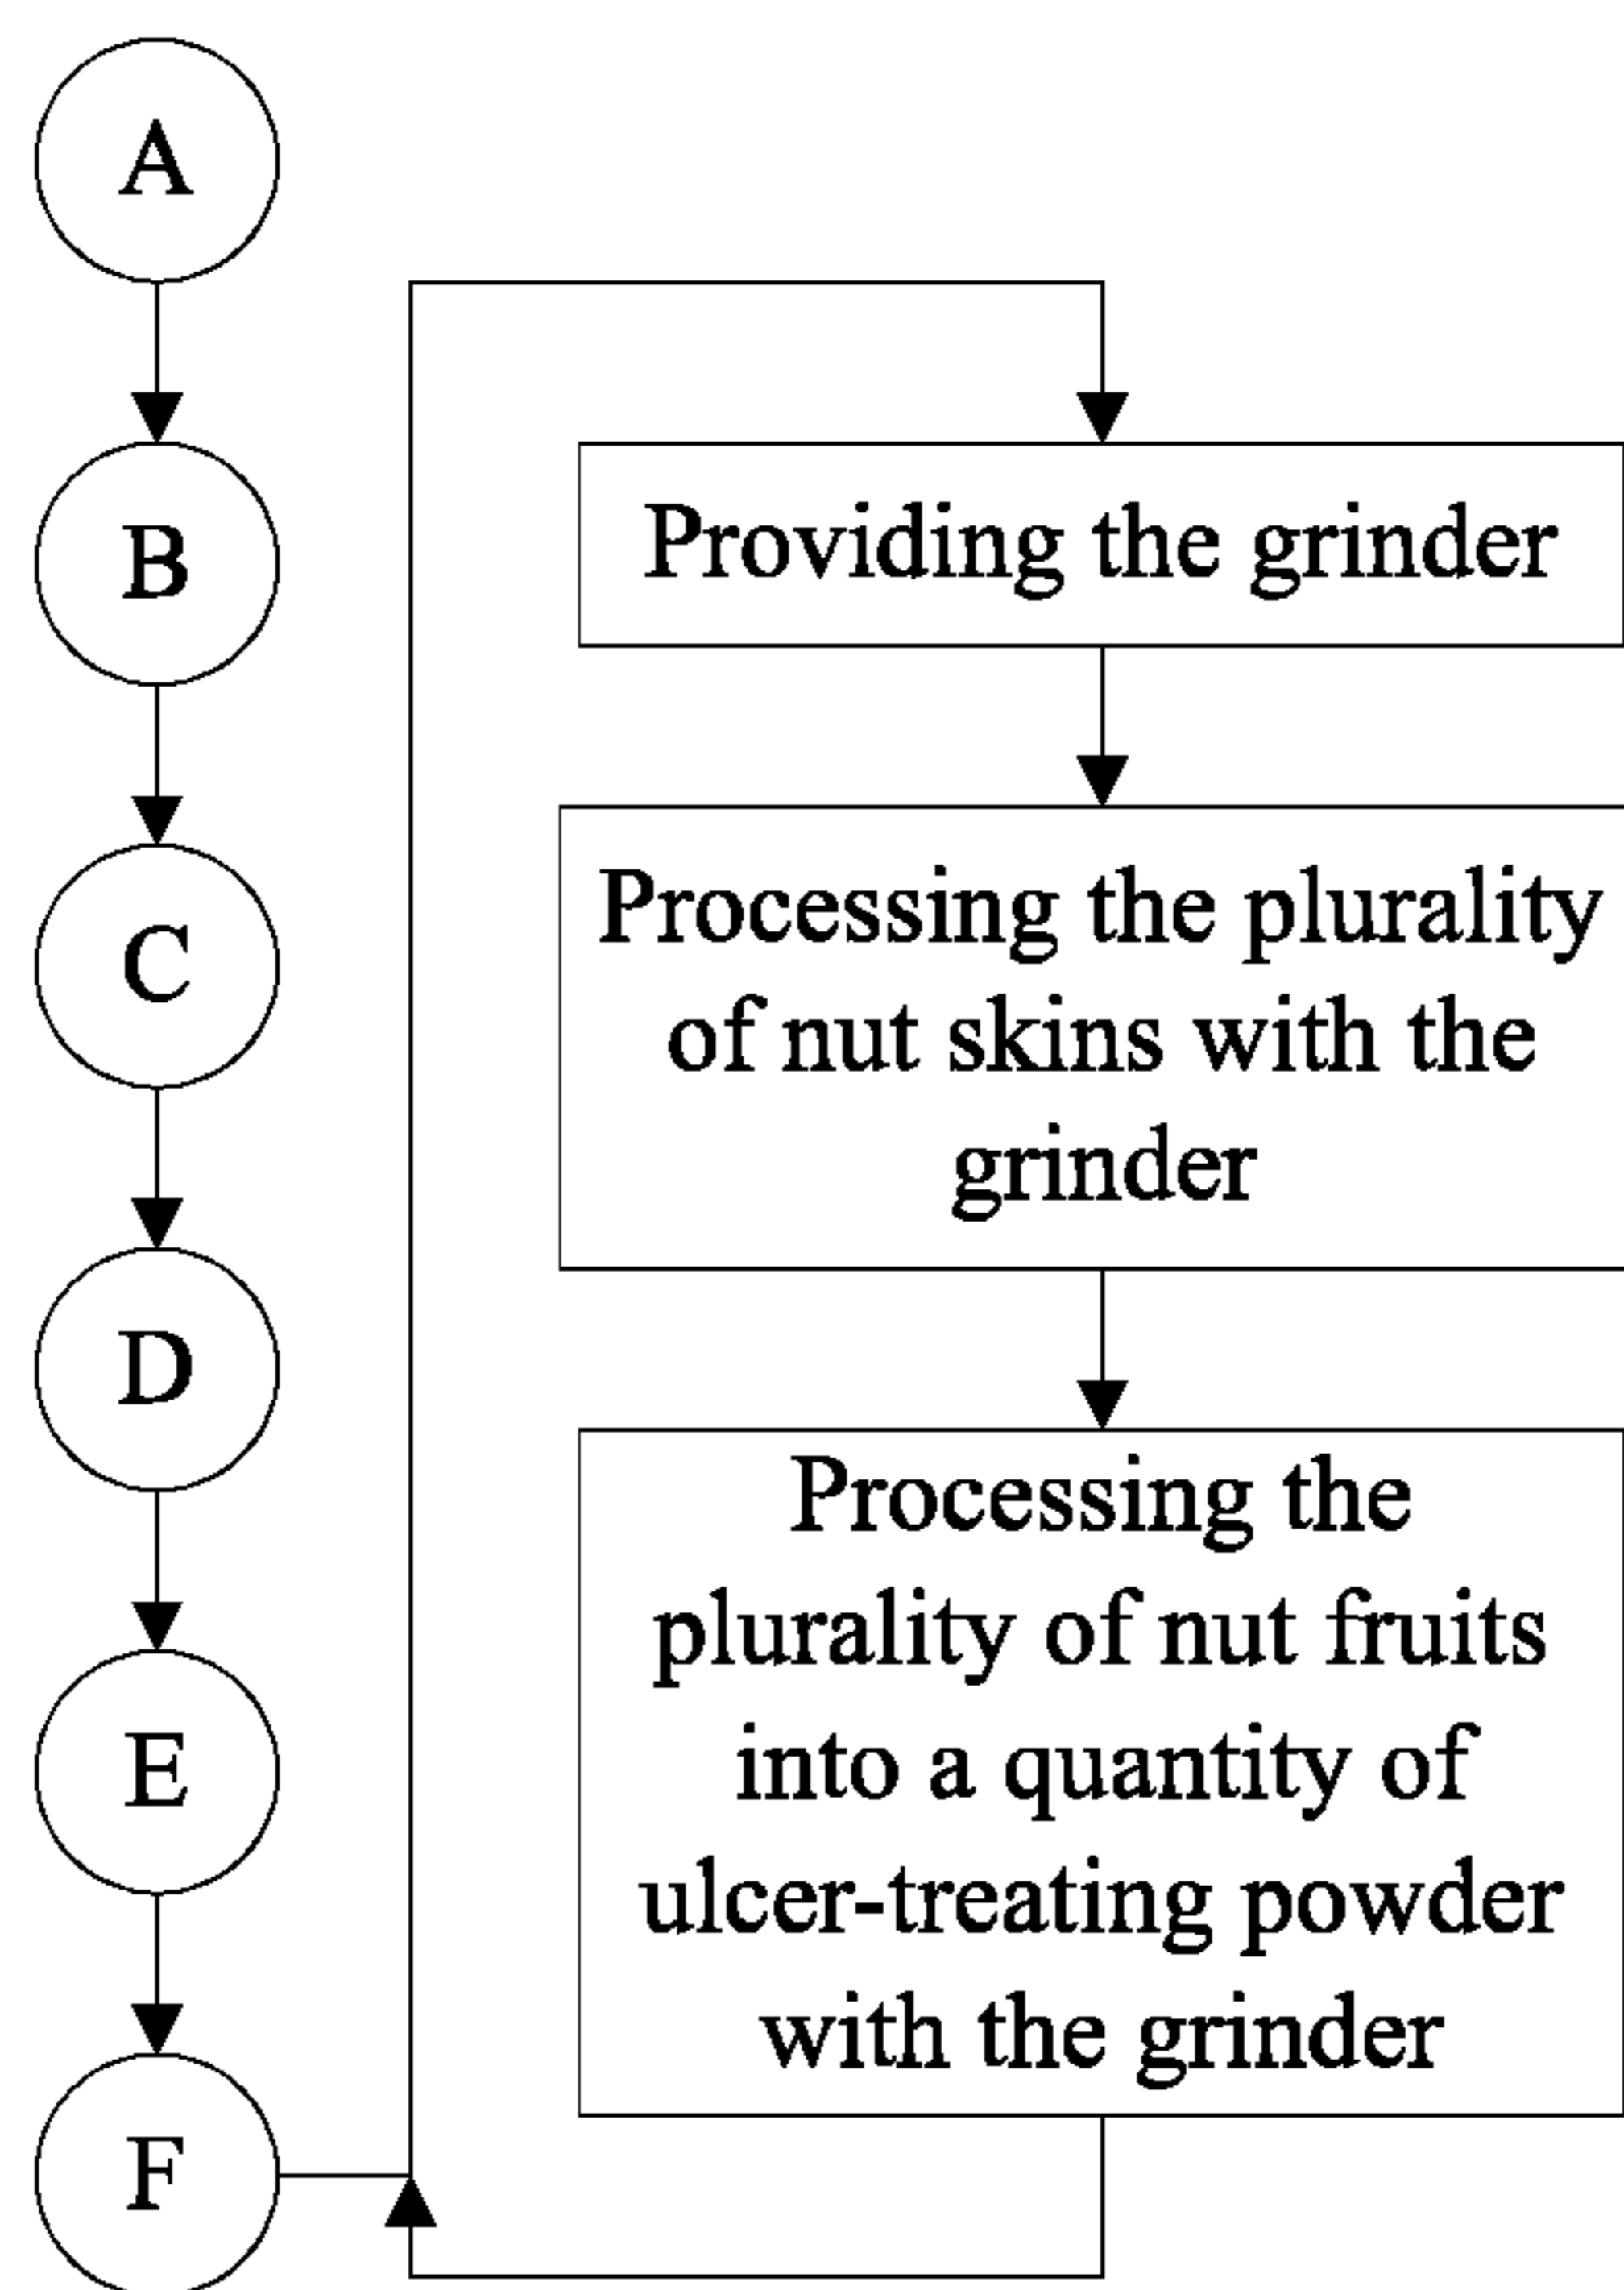 A
B
C
D
E
F
Providing the grinder
Processing the plurality
of nut skins with the
grinder
Processing the
plurality of nut fruits
into a quantity of
ulcer-treating powder
with the grinder